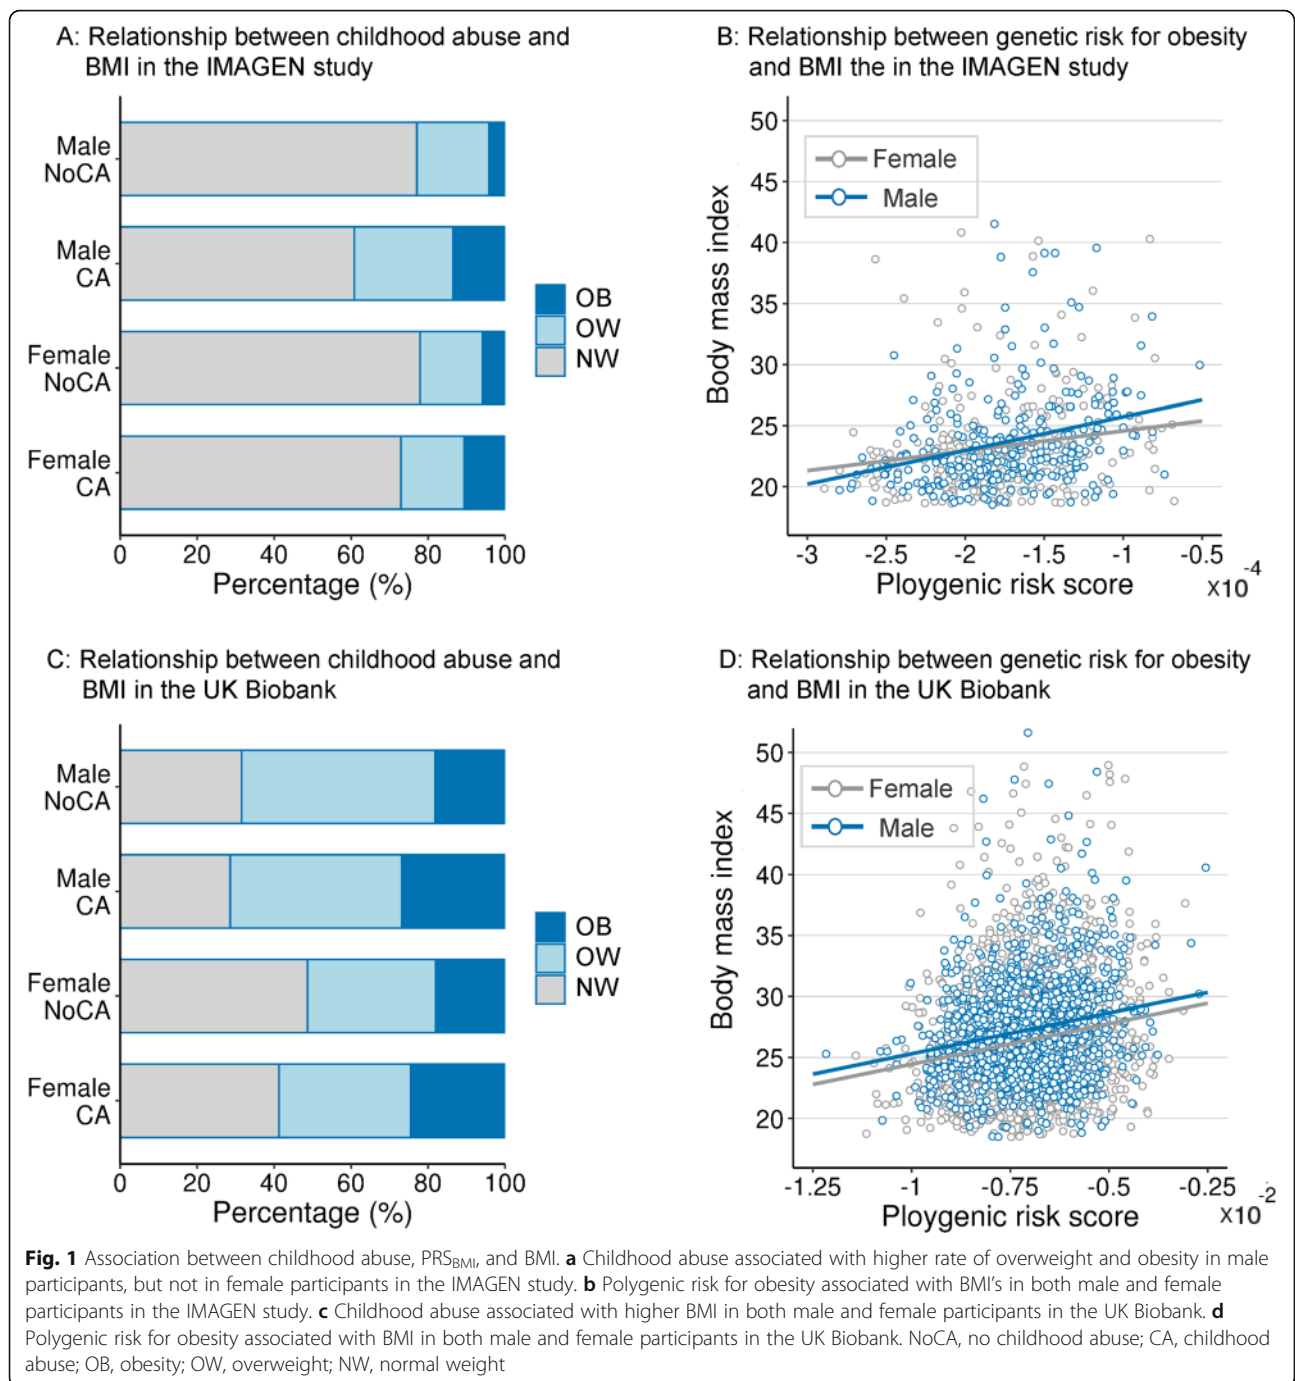 A: Relationship between childhood abuse and
BMI in the IMAGEN study
Male
NoCA
Male
CA
Female
NoCA
Female
CA
0 20 40 60 80 100
Percentage (%)
OB
OW
NW
B: Relationship between genetic risk for obesity
and BMI the in the IMAGEN study
Body mass index
50
45
40
35
30
25
20
Female
Male
-3 -2.5 -2 -1.5 -1 -0.5
Ploygenic risk score
X10 -4
C: Relationship between childhood abuse and
BMI in the UK Biobank
Male
NoCA
Male
CA
Female
NoCA
Female
CA
0 20 40 60 80 100
Percentage (%)
OB
OW
NW
D: Relationship between genetic risk for obesity
and BMI in the UK Biobank
Body mass index
50
45
40
35
30
25
20
Female
Male
-1.25 -1 -0.75 -0.5 -0.25
Ploygenic risk score
X10 -2
Fig. 1 Association between childhood abuse, PRSBMI, and BMI. a Childhood abuse associated with higher rate of overweight and obesity in male
participants, but not in female participants in the IMAGEN study. b Polygenic risk for obesity associated with BMI's in both male and female
participants in the IMAGEN study. c Childhood abuse associated with higher BMI in both male and female participants in the UK Biobank. d
Polygenic risk for obesity associated with BMI in both male and female participants in the UK Biobank. NoCA, no childhood abuse; CA, childhood
abuse; OB, obesity; OW, overweight; NW, normal weight